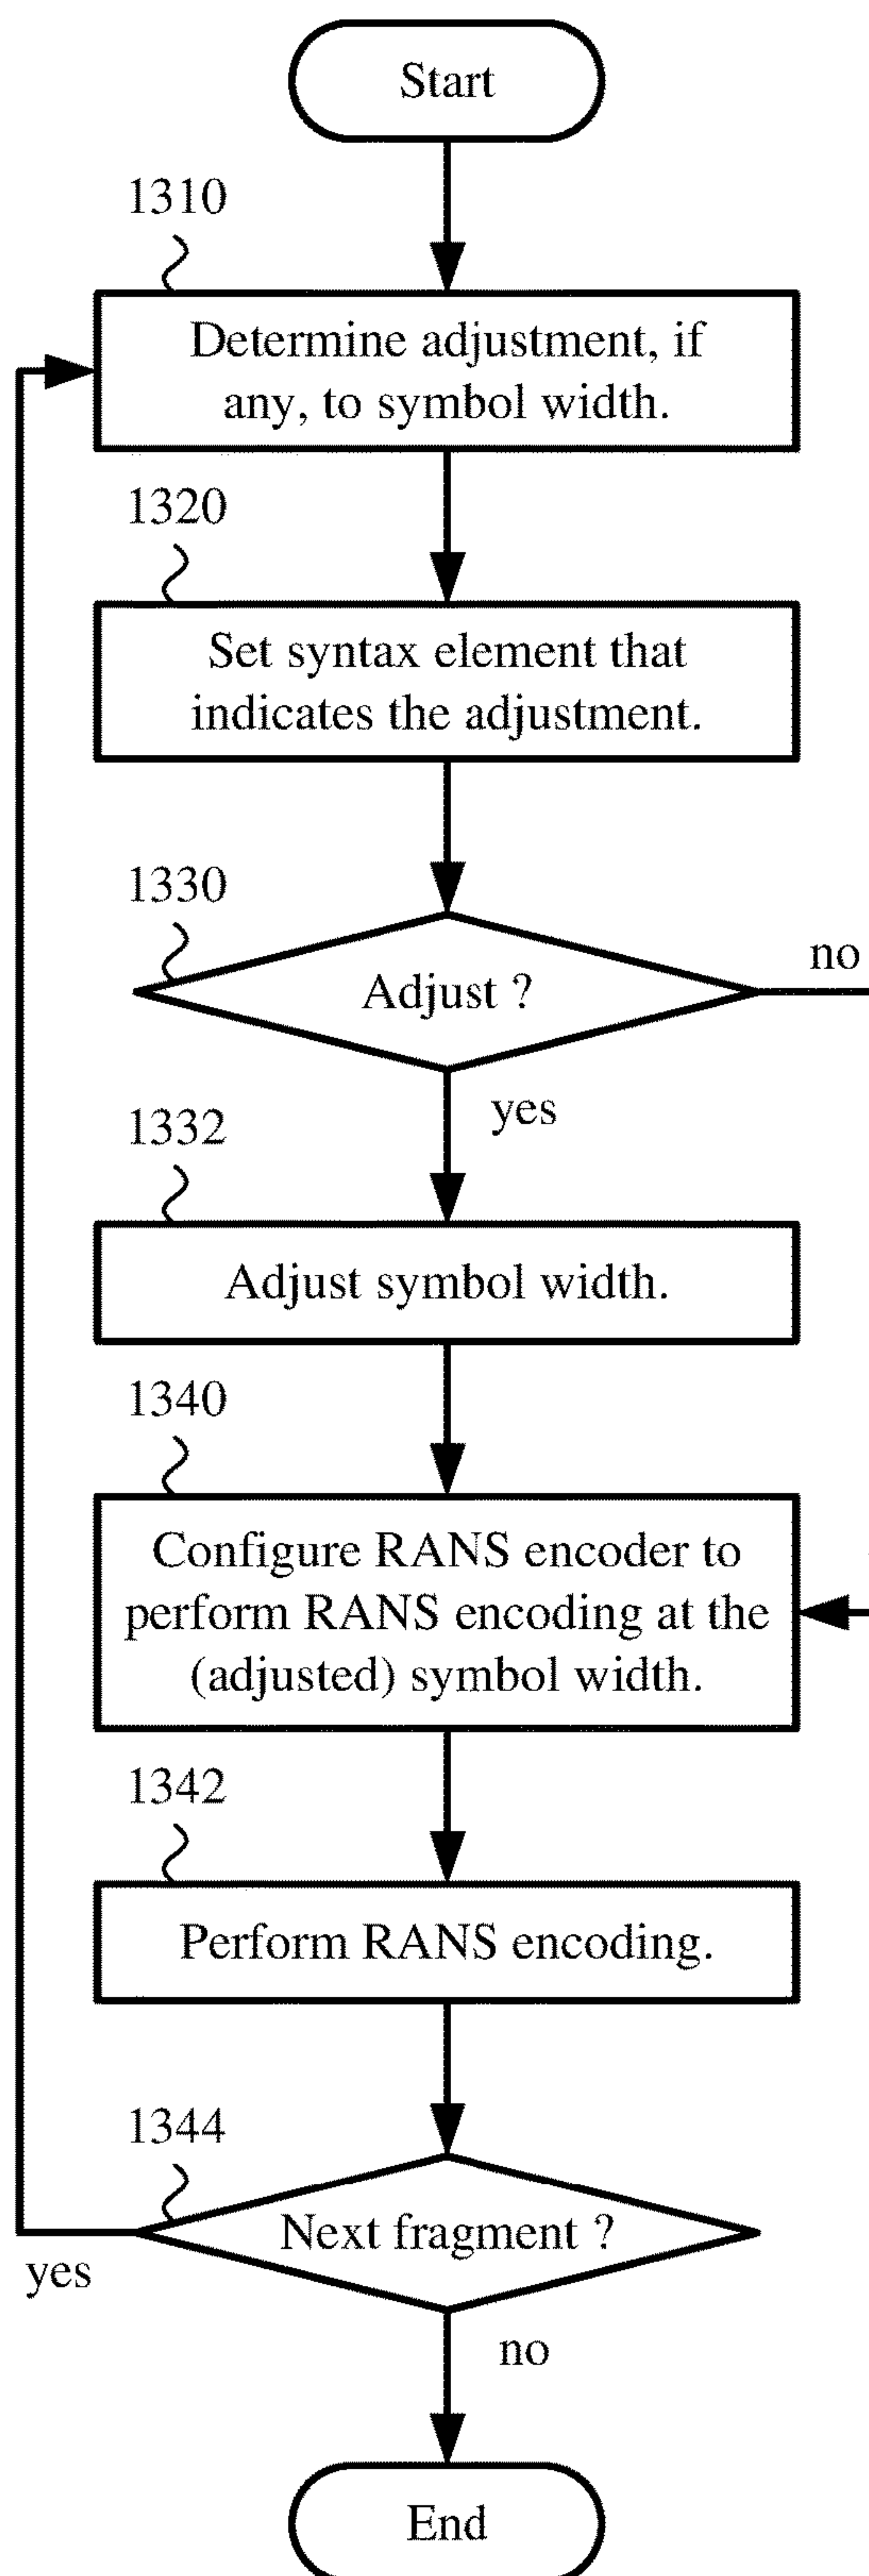 Start
1310
Determine adjustment, if
any, to symbol width.
1320
Set syntax element that
indicates the adjustment.
1330
Adjust ?
no
yes
1332
Adjust symbol width.
1340
Configure RANS encoder to
perform RANS encoding at the
(adjusted) symbol width.
1342
Perform RANS encoding.
1344
Next fragment ?
yes
no
End